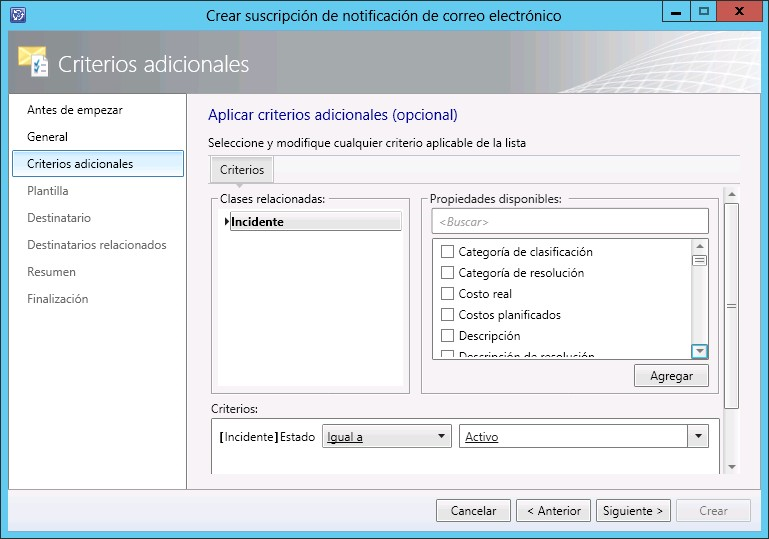 Crear suscripción de notificación de correo electrónico
Criterios adicionales
Antes de empezar
General
Criterios adicionales
Plantilla
Destinatario
Destinatarios relacionados
Resumen
Finalización
Aplicar criterios adicionales (opcional)
Seleccione y modifique cualquier criterio aplicable de la lista
Criterios
Clases relacionadas:
Incidente
Propiedades disponibles:
<Buscar>
Categoría de clasificación
Categoría de resolución
Costo real
Costos planificados
Descripción
Descripción de resolución
Agregar
Criterios:
[Incidente]Estado Igual a Activo
Cancelar < Anterior Siguiente > Crear